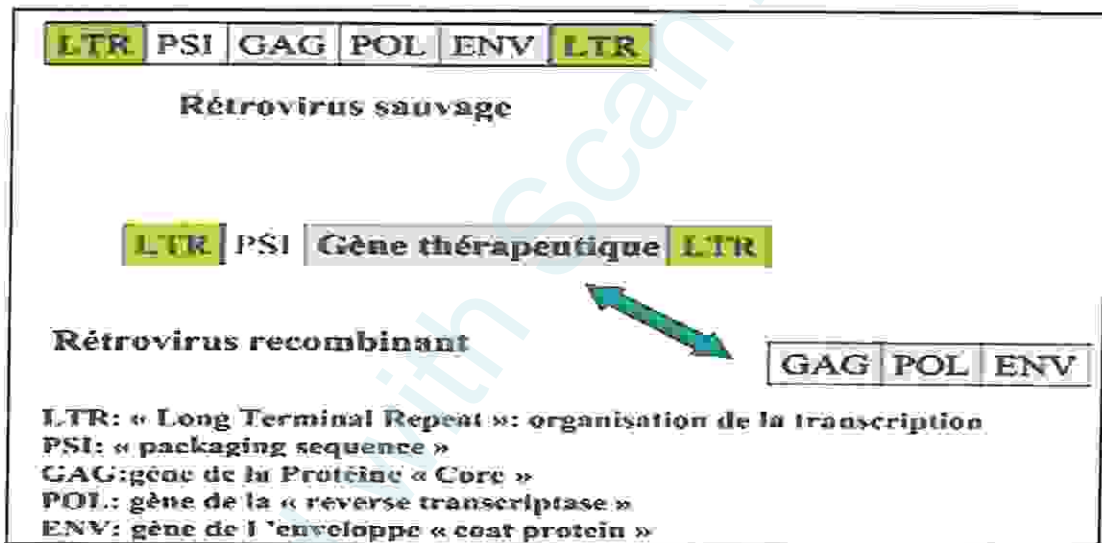 LTR PSI GAG POL ENV LTR
Rétrovirus sauvage
LTR PSI Gène thérapeutique LTR
Rétrovirus recombinant
GAG POL ENV
LTR: « Long Terminal Repeat »: organisation de la transcription
PSI: « packaging sequence »
GAG:gène de la Protéine « Core »
POL: gène de la « reverse transcriptase »
ENV: gène de l 'enveloppe « coat protein »
with Scan